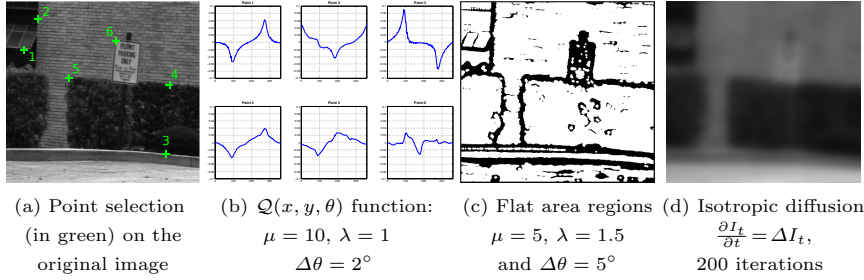 2
6
1
5
4
3
PERMIT
PARKING
ONLY
Point 1
Point 2
Point 3
Point 4
Point 5
Point 6
(a) Point selection
(in green) on the
original image
(b) Q(x, y, θ) function:
μ = 10, λ = 1
Δθ = 2°
(c) Flat area regions
μ = 5, λ = 1.5
and Δθ = 5°
(d) Isotropic diffusion
∂I_t/∂t = ΔI_t,
200 iterations